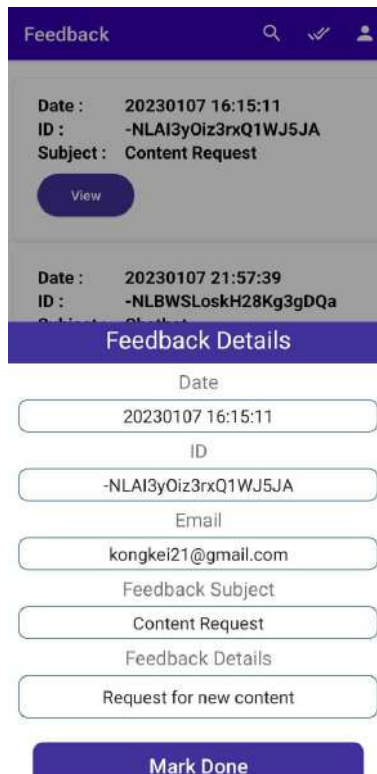 Feedback
Date : 20230107 16:15:11
ID : -NLAI3yOiz3rxQ1WJ5JA
Subject : Content Request
View
Date : 20230107 21:57:39
ID : -NLBWSLoskH28Kg3gDQa
Feedback Details
Date
20230107 16:15:11
ID
-NLAI3yOiz3rxQ1WJ5JA
Email
kongkei21@gmail.com
Feedback Subject
Content Request
Feedback Details
Request for new content
Mark Done